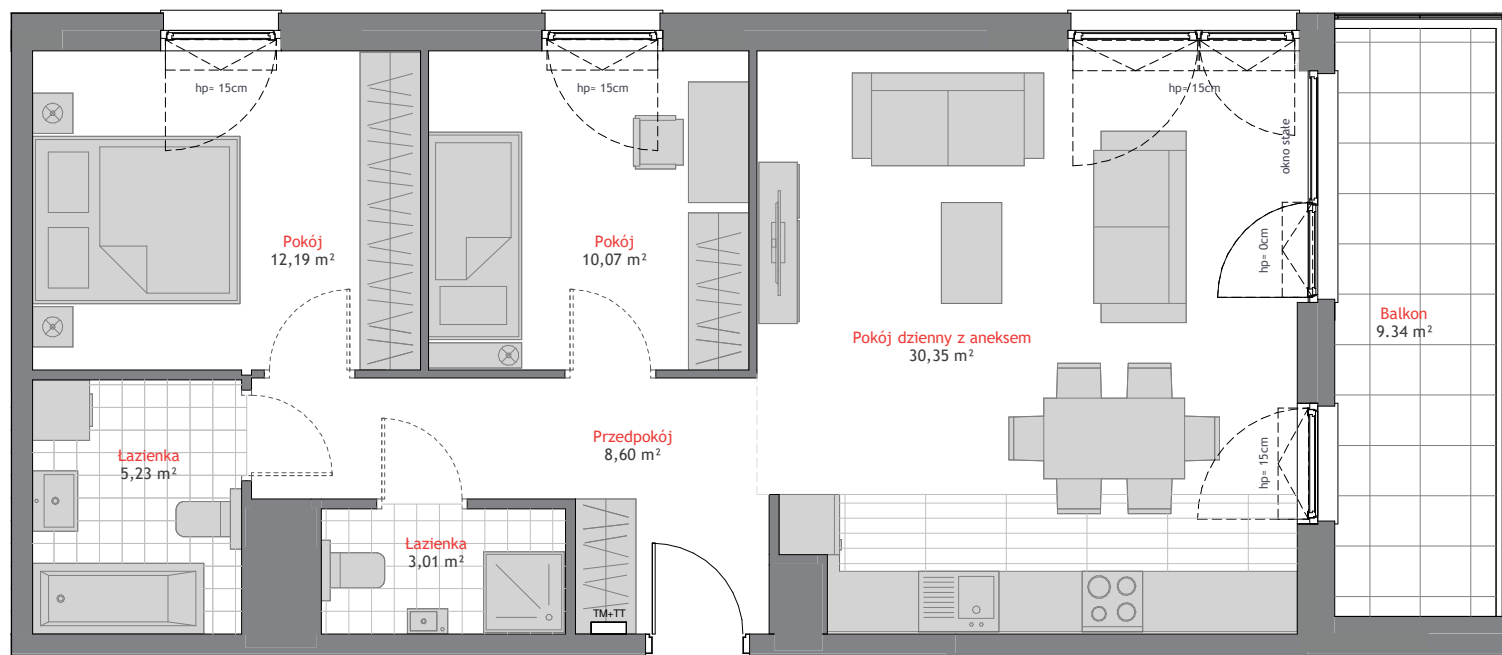 hp= 15cm
hp= 15cm
hp= 15cm
okno stałe
Pokój
12,19 m²
Pokój
10,07 m²
hp= 0cm
Pokój dzienny z aneksem
30,35 m²
Balkon
9.34 m²
Łazienka
5,23 m²
Przedpokój
8,60 m²
hp= 15cm
Łazienka
3,01 m²
TM+TT